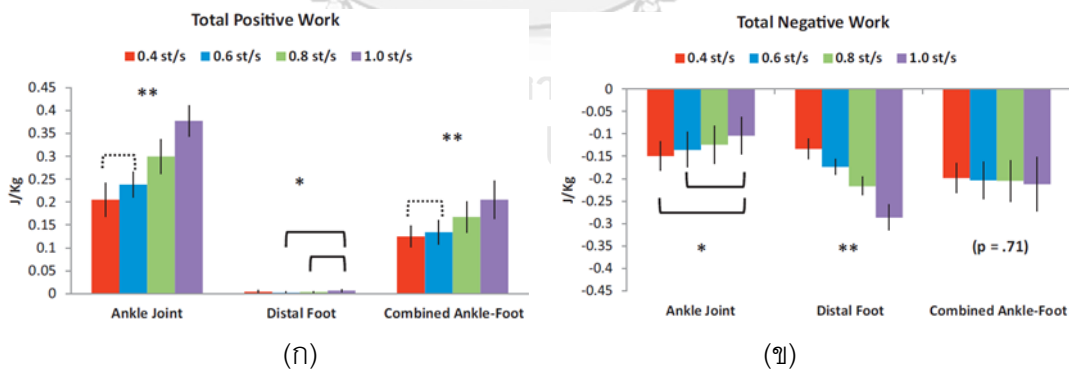 Total Positive Work
0.4 st/s 0.6 st/s 0.8 st/s 1.0 st/s
J/Kg
0.45
0.4
0.35
0.3
0.25
0.2
0.15
0.1
0.05
0
**
*
**
Ankle Joint Distal Foot Combined Ankle-Foot
(ก)
Total Negative Work
0.4 st/s 0.6 st/s 0.8 st/s 1.0 st/s
J/Kg
0
-0.05
-0.1
-0.15
-0.2
-0.25
-0.3
-0.35
-0.4
-0.45
*
**
(p = .71)
Ankle Joint Distal Foot Combined Ankle-Foot
(ข)